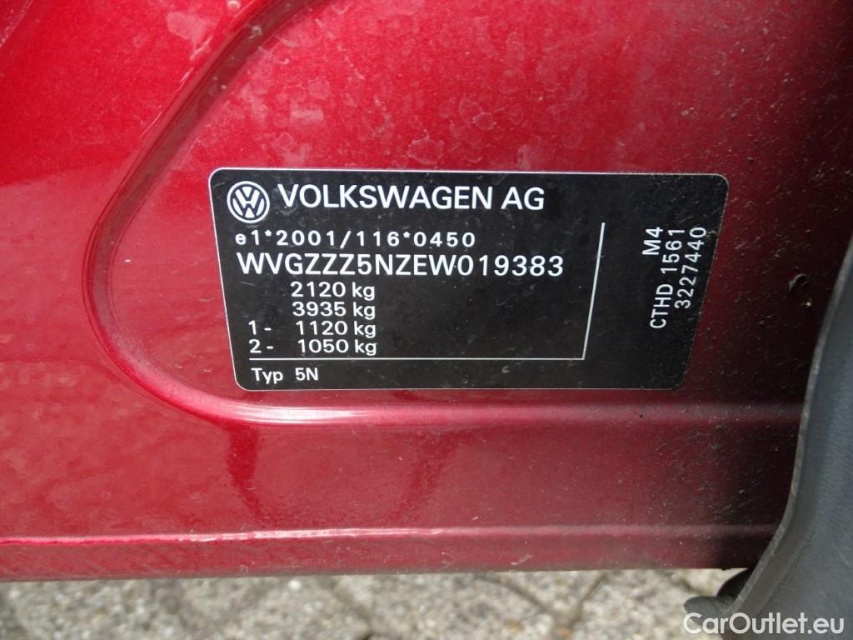 VOLKSWAGEN AG
e1*2001/116*0450
WVGZZZ5NZEW019383
2120 kg
3935 kg
1- 1120 kg
2- 1050 kg
Typ 5N
M4
CTHD 1561
3227440
CarOutlet.eu